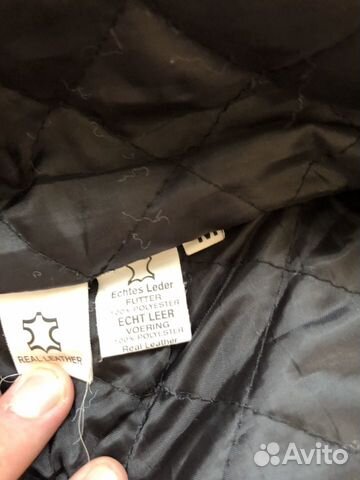 M
Echtes Leder
FUTTER
100% POLYESTER
ECHT LEER
VOERING
100% POLYESTER
Real Leather
REAL LEATHER
Avito